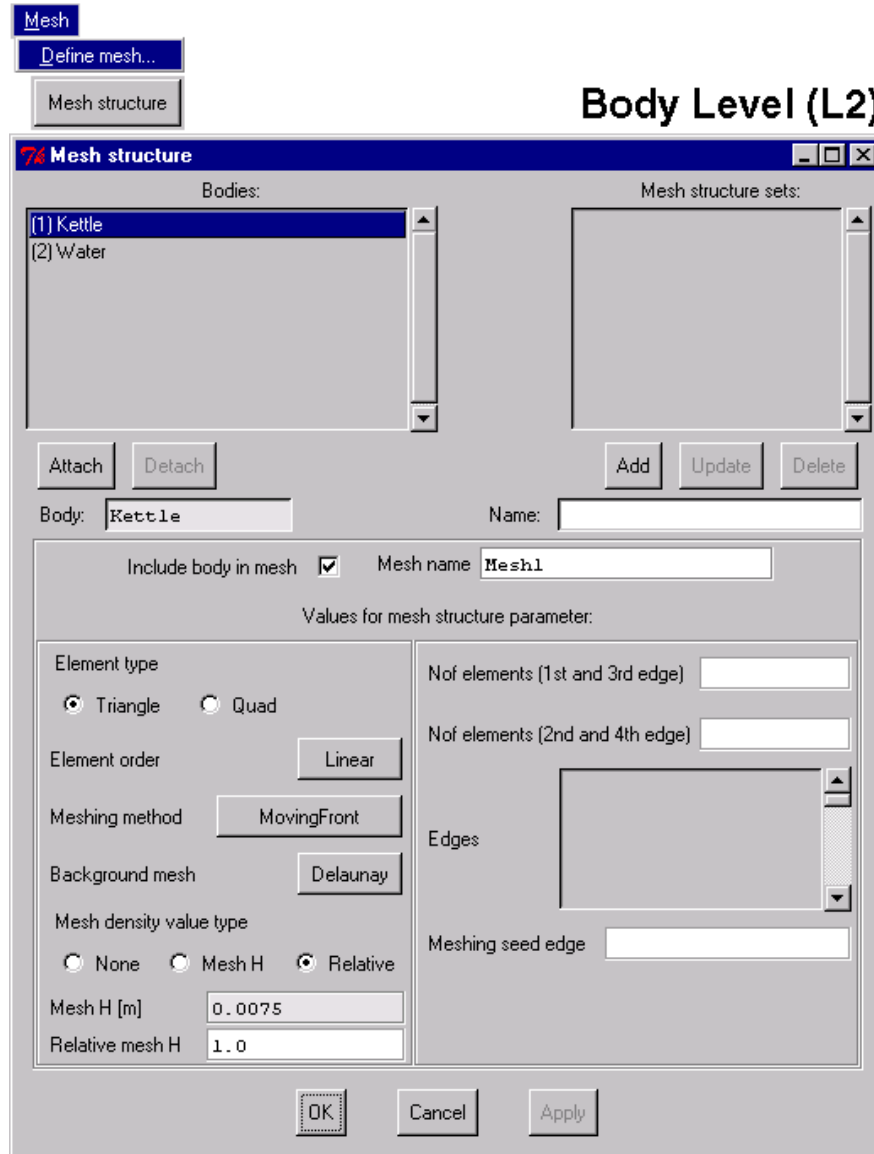 Mesh
Define mesh...
Mesh structure
Body Level (L2)
Mesh structure
Bodies:
Mesh structure sets:
(1) Kettle
(2) Water
Attach Detach Add Update Delete
Body: Kettle Name:
Include body in mesh Mesh name Mesh1
Values for mesh structure parameter:
Element type
Triangle Quad
Element order Linear
Meshing method MovingFront
Background mesh Delaunay
Mesh density value type
None Mesh H Relative
Mesh H [m] 0.0075
Relative mesh H 1.0
Nof elements (1st and 3rd edge)
Nof elements (2nd and 4th edge)
Edges
Meshing seed edge
OK Cancel Apply